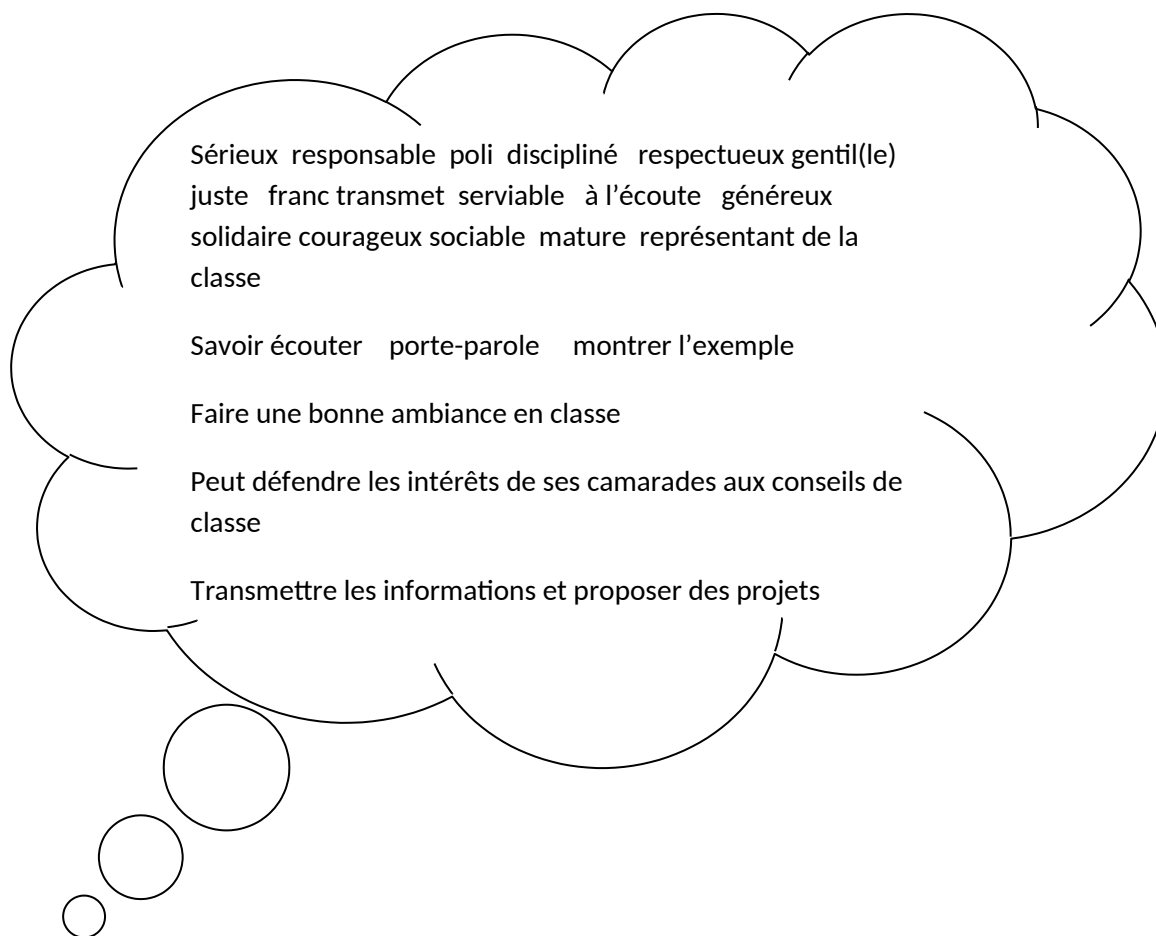 Sérieux  responsable  poli  discipliné   respectueux gentil(le)
juste   franc transmet  serviable   à l’écoute   généreux
solidaire courageux sociable  mature  représentant de la
classe
Savoir écouter    porte-parole     montrer l’exemple
Faire une bonne ambiance en classe
Peut défendre les intérêts de ses camarades aux conseils de
classe
Transmettre les informations et proposer des projets